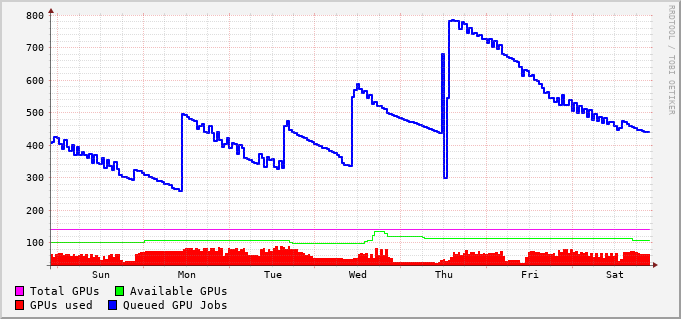 800
700
600
500
400
300
200
100
Sun Mon Tue Wed Thu Fri Sat
Total GPUs Available GPUs
GPUs used Queued GPU Jobs
RRDTOOL / TOBI OETIKER